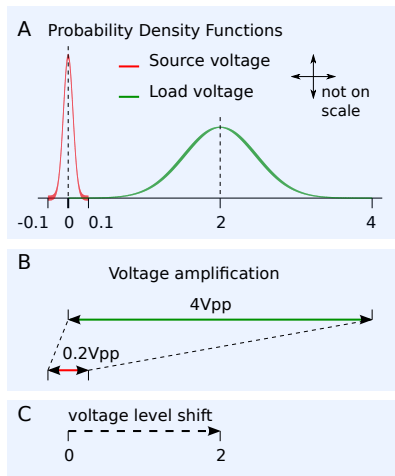 A Probability Density Functions
Source voltage
Load voltage
not on
scale
-0.1 0 0.1 2 4
B
Voltage amplification
4Vpp
0.2Vpp
C
voltage level shift
0 2